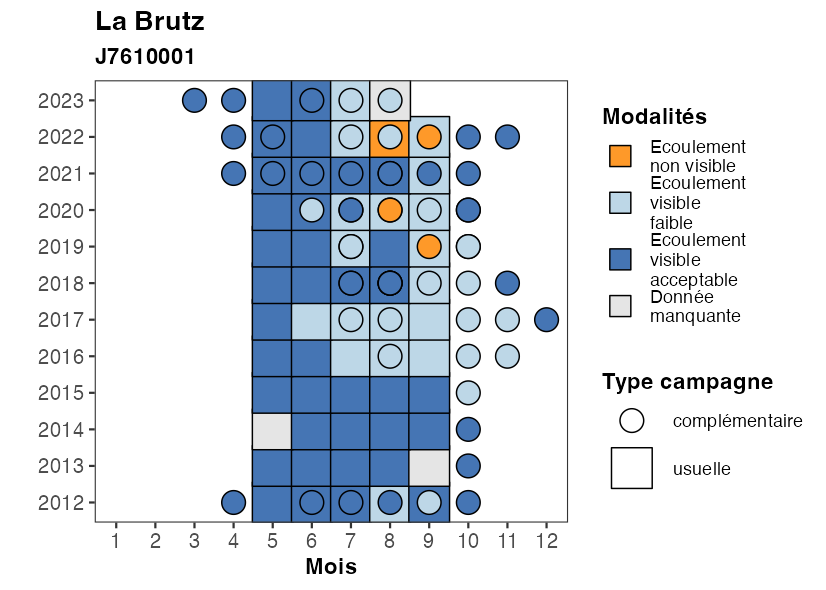 La Brutz
J7610001
2023
2022
2021
2020
2019
2018
2017
2016
2015
2014
2013
2012
1 2 3 4 5 6 7 8 9 10 11 12
Mois
Modalités
Ecoulement
non visible
Ecoulement
visible
faible
Ecoulement
visible
acceptable
Donnée
manquante
Type campagne
complémentaire
usuelle